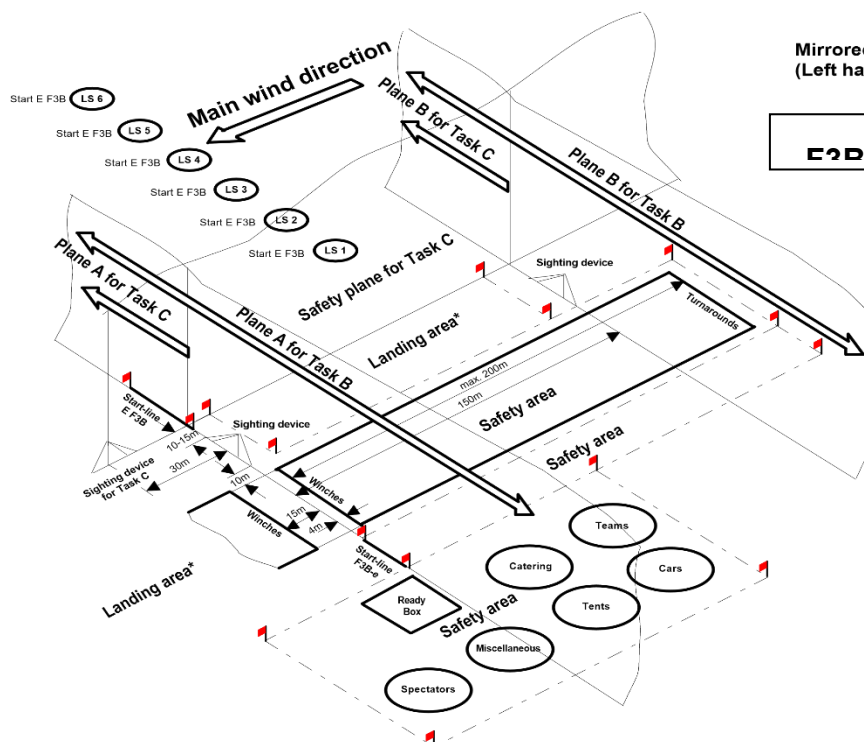 Mirrored
(Left ha
Main wind direction
Start E F3B LS 6
Start E F3B LS 5
Start E F3B LS 4
Start E F3B LS 3
Start E F3B LS 2
Start E F3B LS 1
Plane B for Task C
Plane B for Task B
Plane A for Task C
Plane A for Task B
Safety plane for Task C
Sighting device
Landing area*
Turnarounds
max. 200m
150m
Safety area
Safety area
Start-line
E F3B
Sighting device
10-15m
30m
Sighting device
for Task C
10m
Winches
15m
4m
Winches
Start-line
F3B-e
Landing area*
Ready
Box
Safety area
Teams
Catering
Cars
Tents
Miscellaneous
Spectators